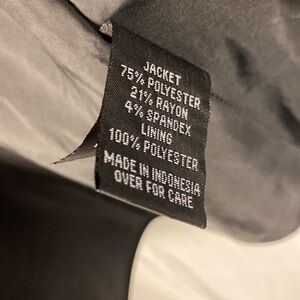 JACKET
75% POLYESTER
21% RAYON
4% SPANDEX
LINING
100% POLYESTER
MADE IN INDONESIA
OVER FOR CARE